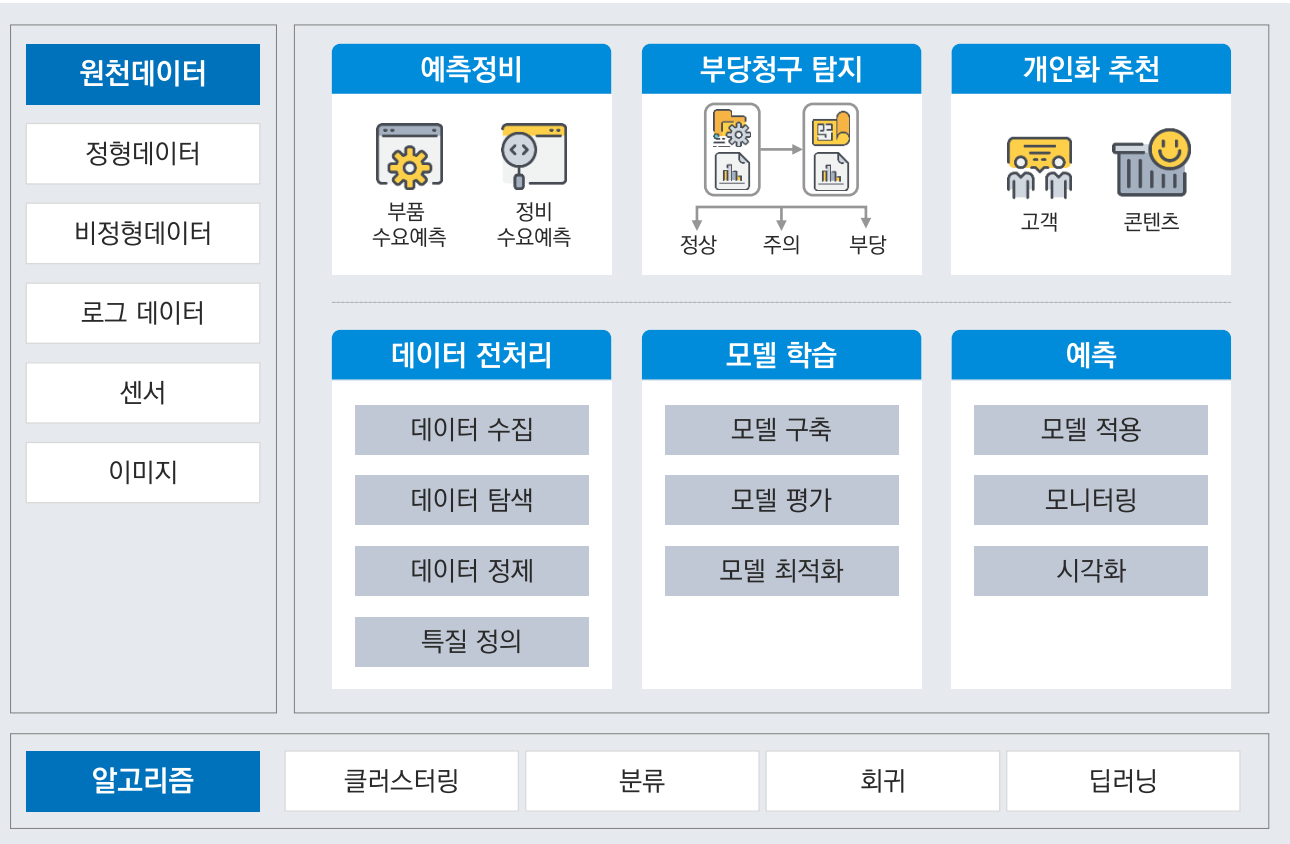 원천데이터
정형데이터
비정형데이터
로그 데이터
센서
이미지
예측정비
부품
수요예측
정비
수요예측
부당청구 탐지
정상
주의
부당
개인화 추천
고객
콘텐츠
데이터 전처리
데이터 수집
데이터 탐색
데이터 정제
특질 정의
모델 학습
모델 구축
모델 평가
모델 최적화
예측
모델 적용
모니터링
시각화
알고리즘
클러스터링
분류
회귀
딥러닝